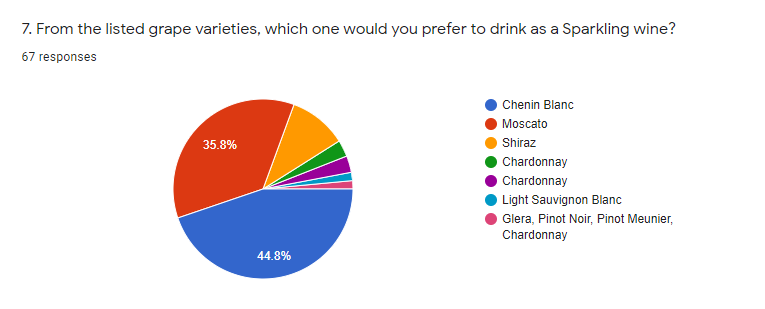 7. From the listed grape varieties, which one would you prefer to drink as a Sparkling wine?
67 responses
35.8%
44.8%
Chenin Blanc
Moscato
Shiraz
Chardonnay
Chardonnay
Light Sauvignon Blanc
Glera, Pinot Noir, Pinot Meunier,
Chardonnay